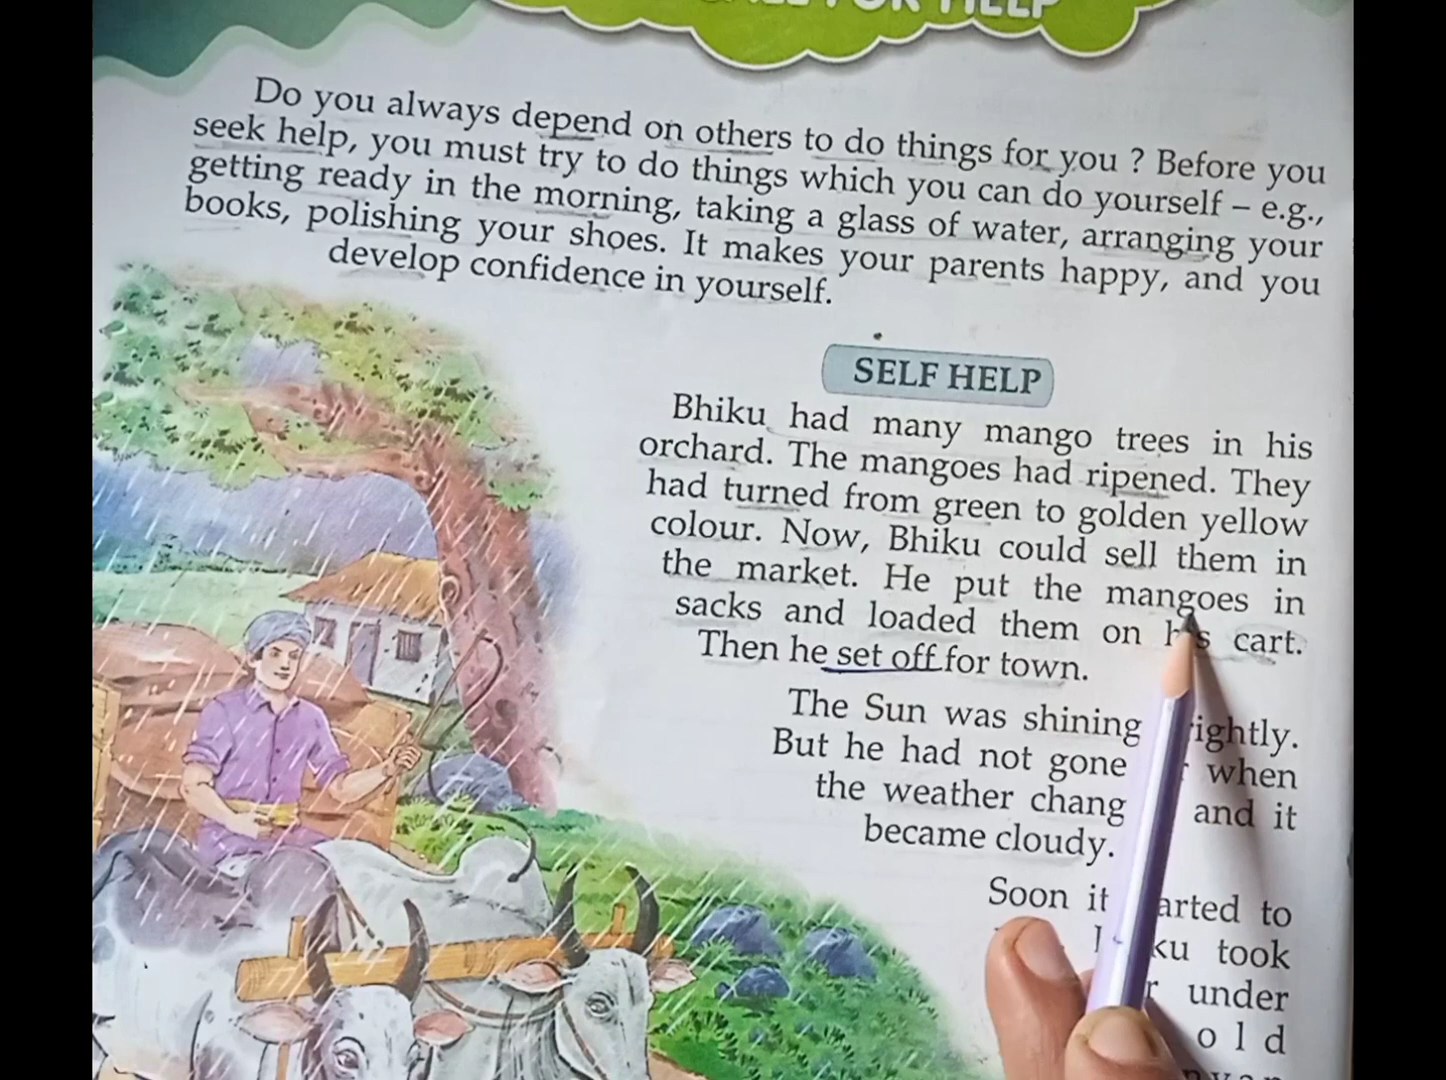 FOR HELP
Do you always depend on others to do things for you ? Before you
seek help, you must try to do things which you can do yourself – e.g.,
getting ready in the morning, taking a glass of water, arranging your
books, polishing your shoes. It makes your parents happy, and you
develop confidence in yourself.
SELF HELP
Bhiku had many mango trees in his
orchard. The mangoes had ripened. They
had turned from green to golden yellow
colour. Now, Bhiku could sell them in
the market. He put the mangoes in
sacks and loaded them on his cart.
Then he set off for town.
The Sun was shining
But he had not gone when
the weather and it
became cloudy.
Soon it to
took
under
old